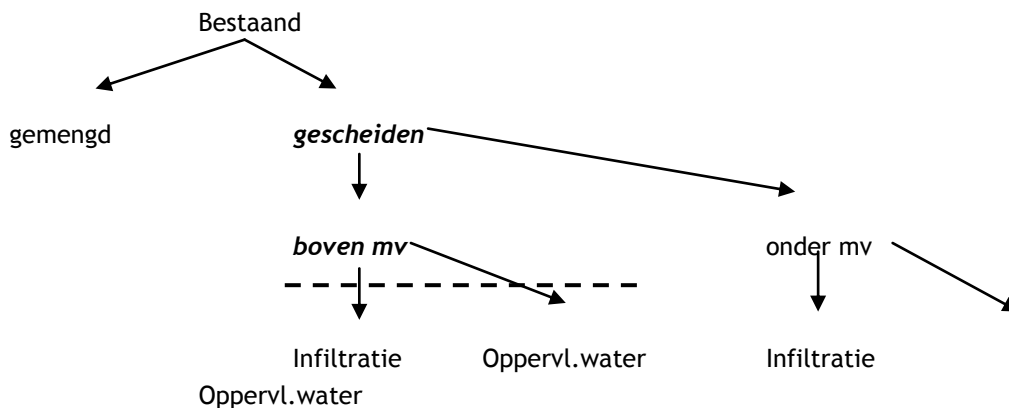 Bestaand
gemengd gescheiden
boven mv onder mv
Infiltratie Oppervl.water Infiltratie
Oppervl.water